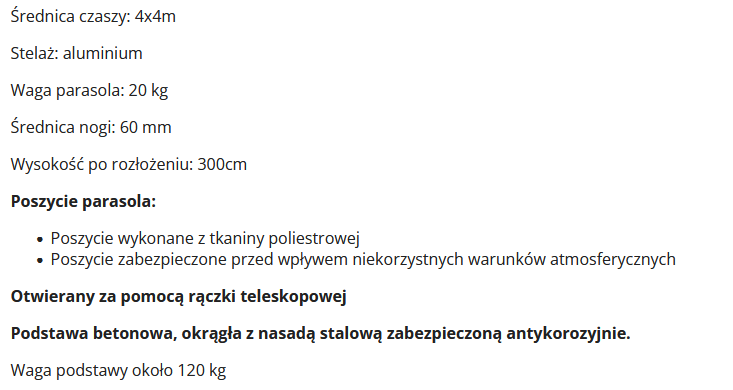 Średnica czaszy: 4x4m
Stelaż: aluminium
Waga parasola: 20 kg
Średnica nogi: 60 mm
Wysokość po rozłożeniu: 300cm
Poszycie parasola:
• Poszycie wykonane z tkaniny poliestrowej
• Poszycie zabezpieczone przed wpływem niekorzystnych warunków atmosferycznych
Otwierany za pomocą rączki teleskopowej
Podstawa betonowa, okrągła z nasadą stalową zabezpieczoną antykorozyjnie.
Waga podstawy około 120 kg